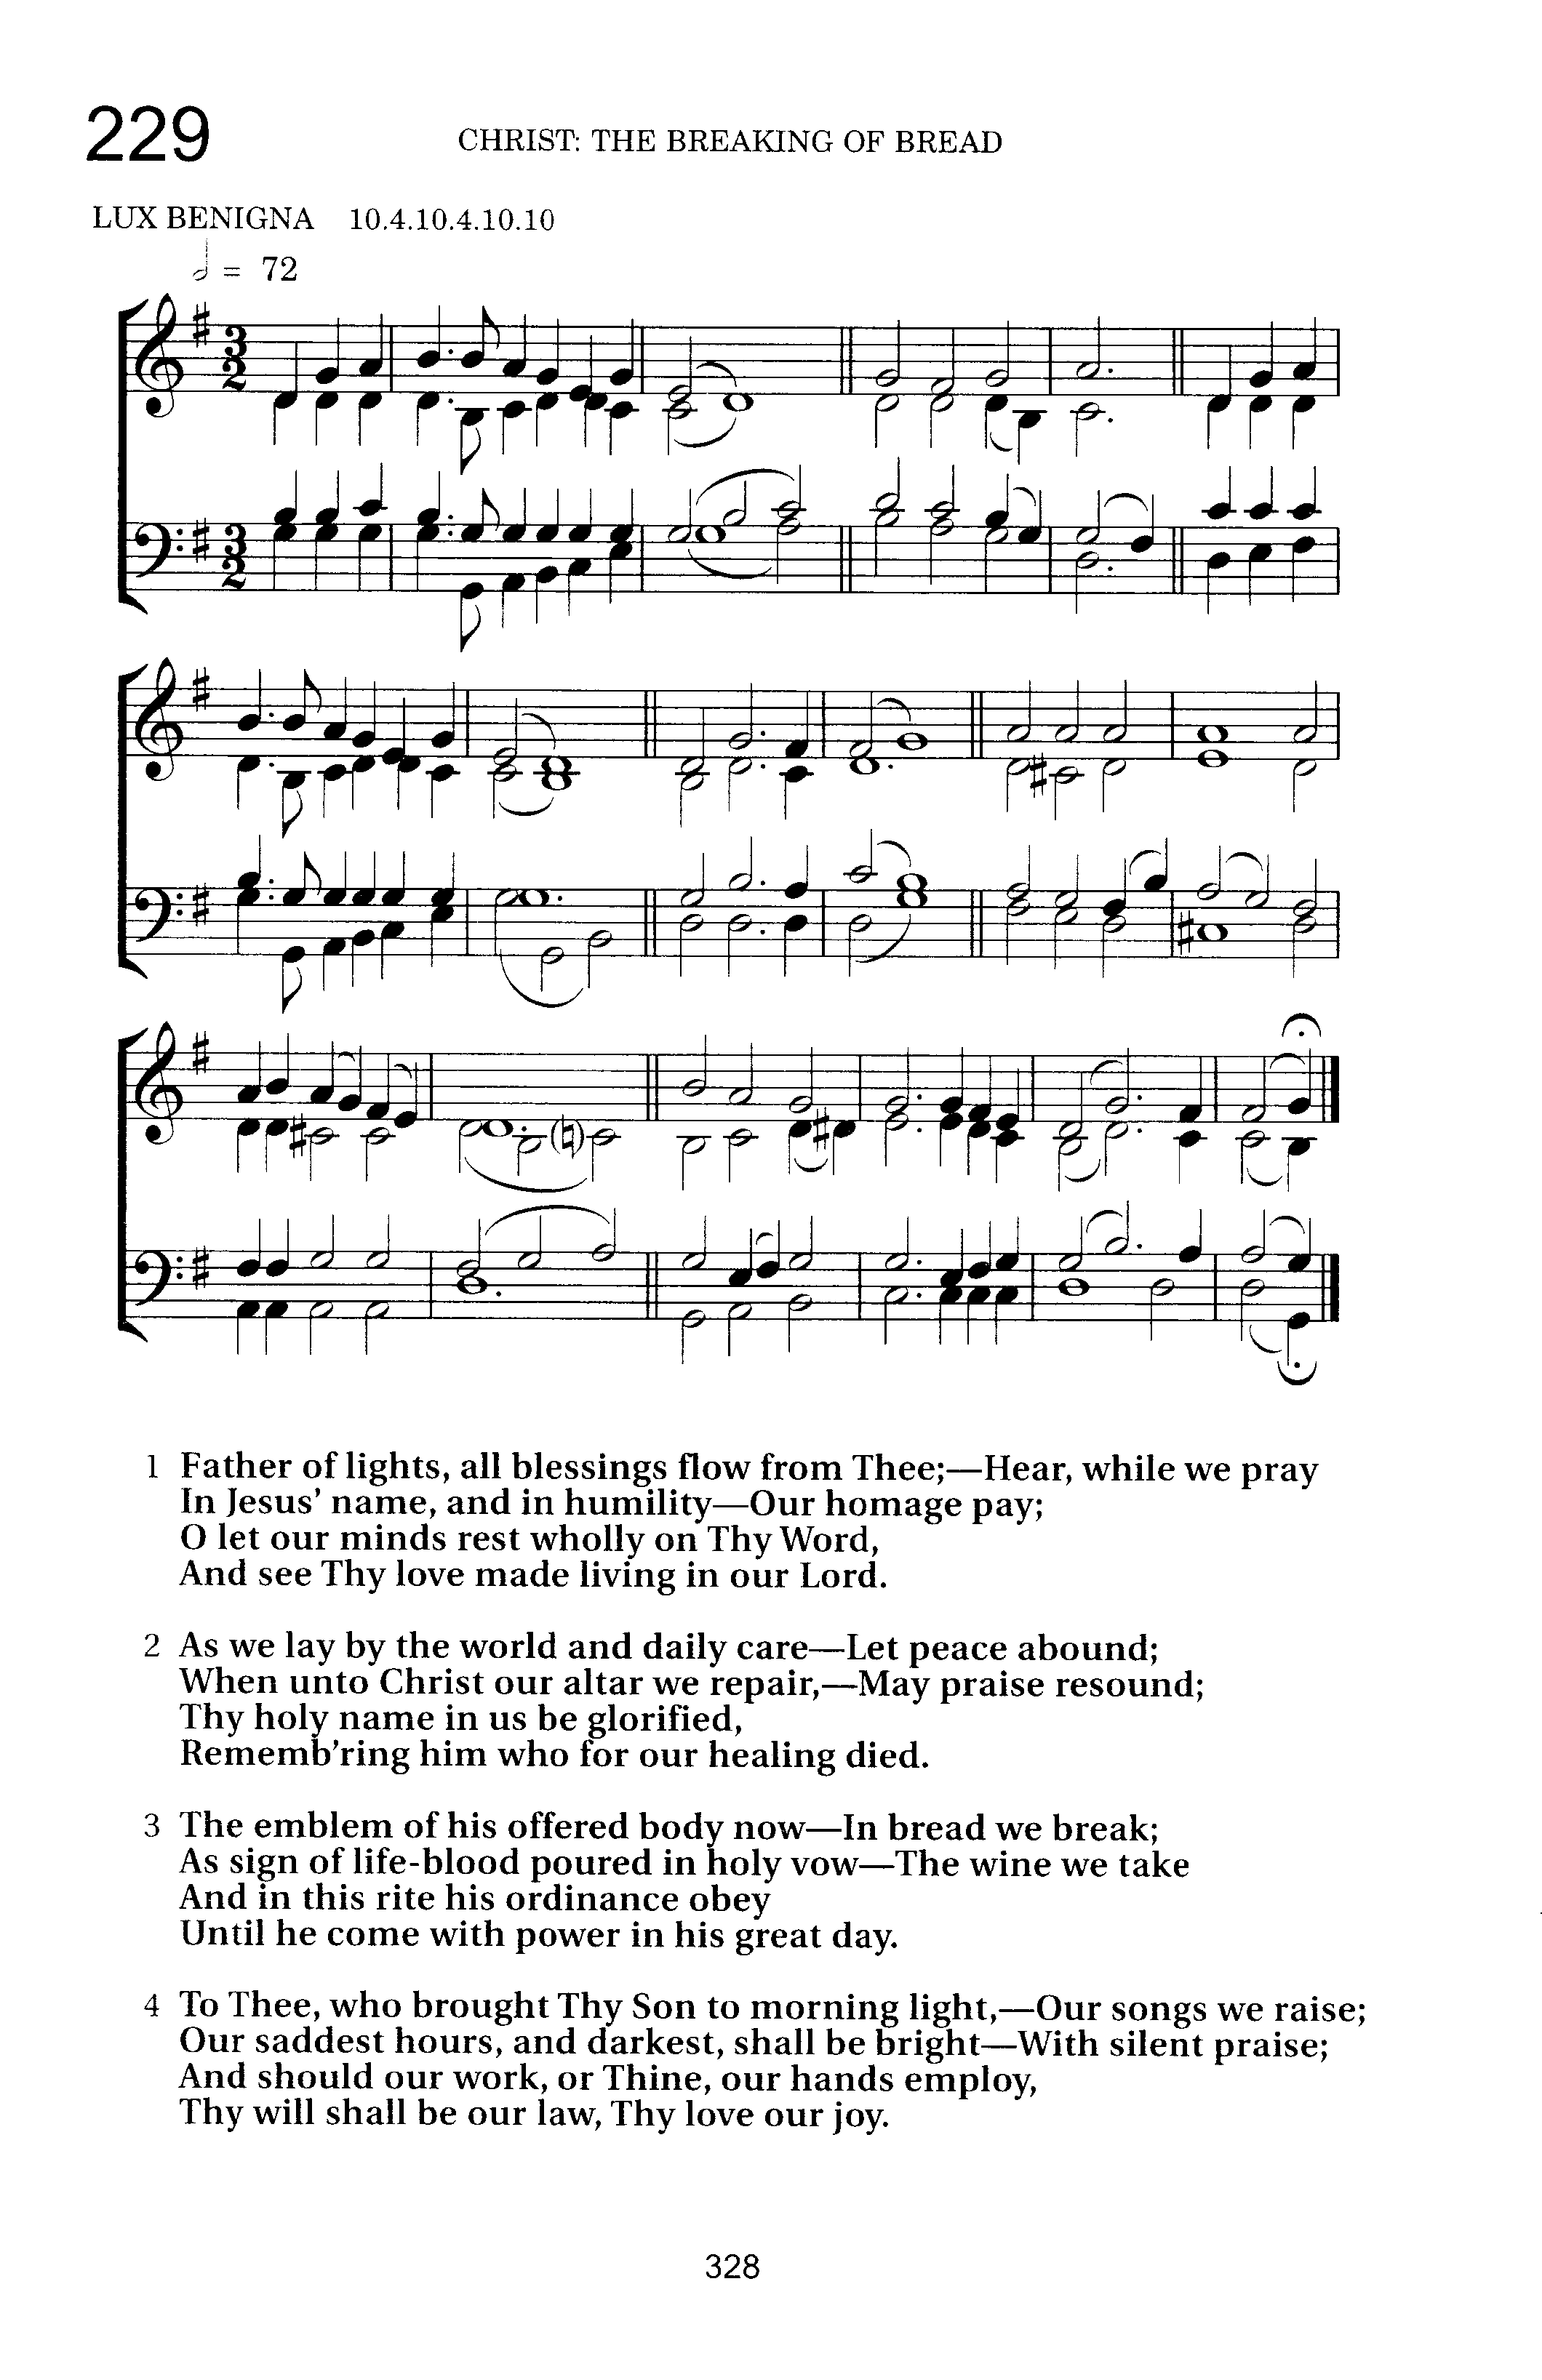 229
CHRIST: THE BREAKING OF BREAD
LUX BENIGNA 10.4.10.4.10.10
= 72
1 Father of lights, all blessings flow from Thee;—Hear, while we pray
In Jesus’ name, and in humility—Our homage pay;
O let our minds rest wholly on Thy Word,
And see Thy love made living in our Lord.
2 As we lay by the world and daily care—Let peace abound;
When unto Christ our altar we repair,—May praise resound;
Thy holy name in us be glorified,
Rememb’ring him who for our healing died.
3 The emblem of his offered body now—In bread we break;
As sign of life-blood poured in holy vow—The wine we take
And in this rite his ordinance obey
Until he come with power in his great day.
4 To Thee, who brought Thy Son to morning light,—Our songs we raise;
Our saddest hours, and darkest, shall be bright—With silent praise;
And should our work, or Thine, our hands employ,
Thy will shall be our law, Thy love our joy.
328